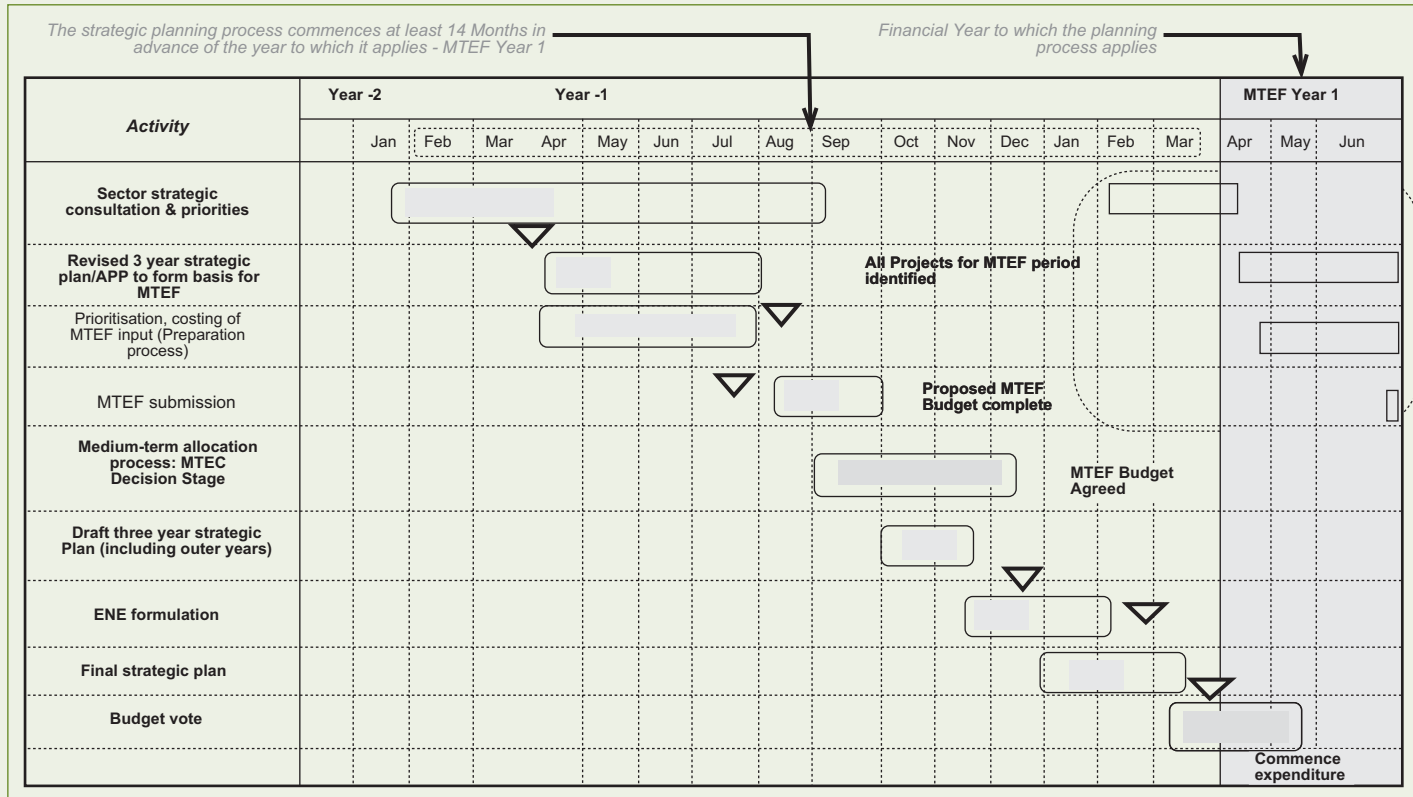 The strategic planning process commences at least 14 Months in
advance of the year to which it applies - MTEF Year 1
Financial Year to which the planning
process applies
Activity
Year -2
Year -1
MTEF Year 1
Jan
Feb
Mar
Apr
May
Jun
Jul
Aug
Sep
Oct
Nov
Dec
Jan
Feb
Mar
Apr
May
Jun
Sector strategic
consultation & priorities
Revised 3 year strategic
plan/APP to form basis for
MTEF
All Projects for MTEF period
identified
Prioritisation, costing of
MTEF input (Preparation
process)
MTEF submission
Proposed MTEF
Budget complete
Medium-term allocation
process: MTEC
Decision Stage
MTEF Budget
Agreed
Draft three year strategic
Plan (including outer years)
ENE formulation
Final strategic plan
Budget vote
Commence
expenditure